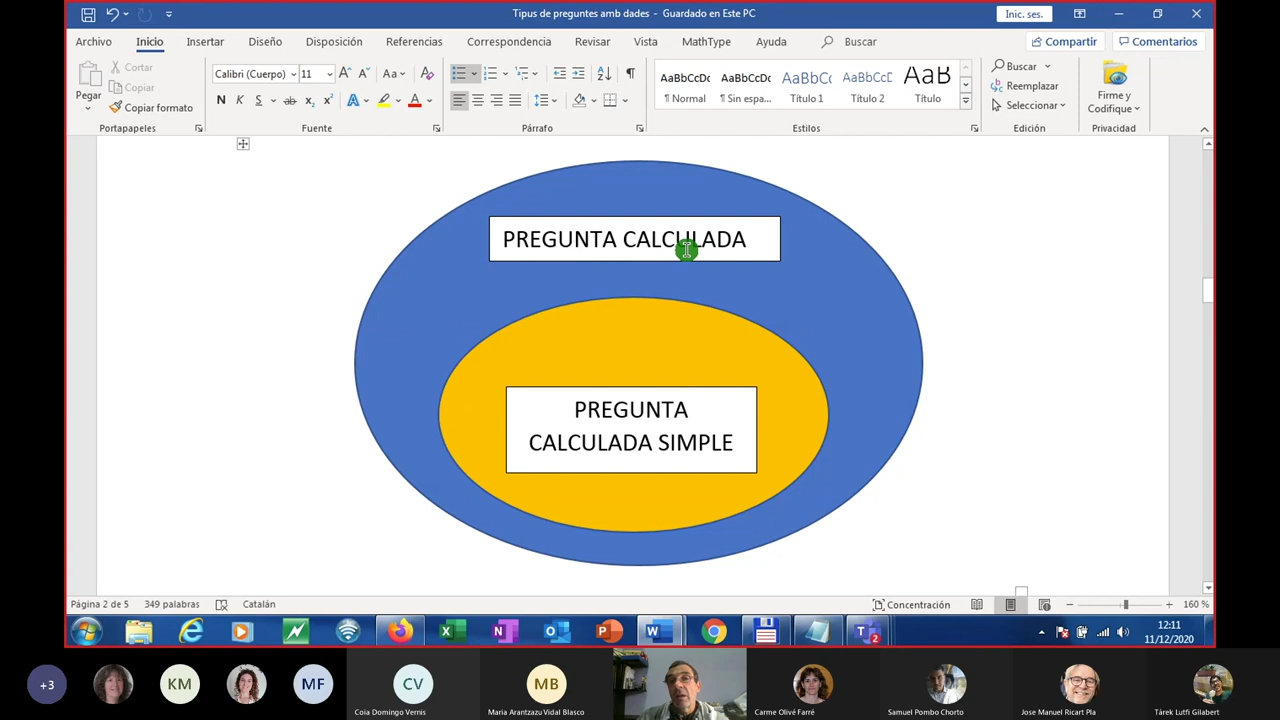 Tipus de preguntes amb dades - Guardado en Este PC
Inic. ses.
Archivo Inicio Insertar Diseño Disposición Referencias Correspondencia Revisar Vista MathType Ayuda Buscar Compartir Comentarios
Pegar
Cortar
Copiar
Copiar formato
Portapapeles
Calibri (Cuerpo) 11
Fuente
Párrafo
AaBbCcDc AaBbCcDc AaBbCc AaBbCcD AaB
¶ Normal ¶ Sin espa... Título 1 Título 2 Título
Estilos
Buscar
Reemplazar
Seleccionar
Edición
Firme y
Codifique
Privacidad
PREGUNTA CALCULADA
PREGUNTA
CALCULADA SIMPLE
Página 2 de 5 349 palabras Catalán Concentración 160 %
12:11
11/12/2020
+3 KM MF CV MB
Coia Domingo Vernis
Maria Arantzazu Vidal Blasco
Carme Olivé Farré
Samuel Pombo Chorto
Jose Manuel Ricart Pla
Tárek Lutfi Gilabert